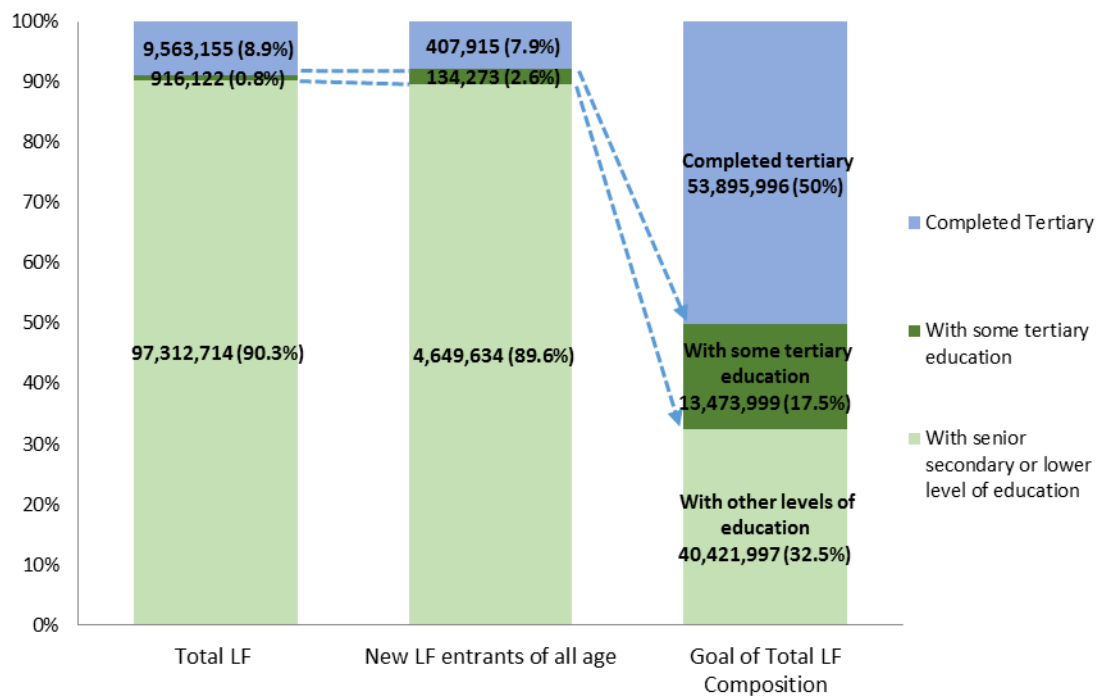 100%
90%
80%
70%
60%
50%
40%
30%
20%
10%
0%
9,563,155 (8.9%)
916,122 (0.8%)
97,312,714 (90.3%)
407,915 (7.9%)
134,273 (2.6%)
4,649,634 (89.6%)
Completed tertiary
53,895,996 (50%)
With some tertiary
education
13,473,999 (17.5%)
With other levels of
education
40,421,997 (32.5%)
Completed Tertiary
With some tertiary
education
With senior
secondary or lower
level of education
Total LF
New LF entrants of all age
Goal of Total LF
Composition